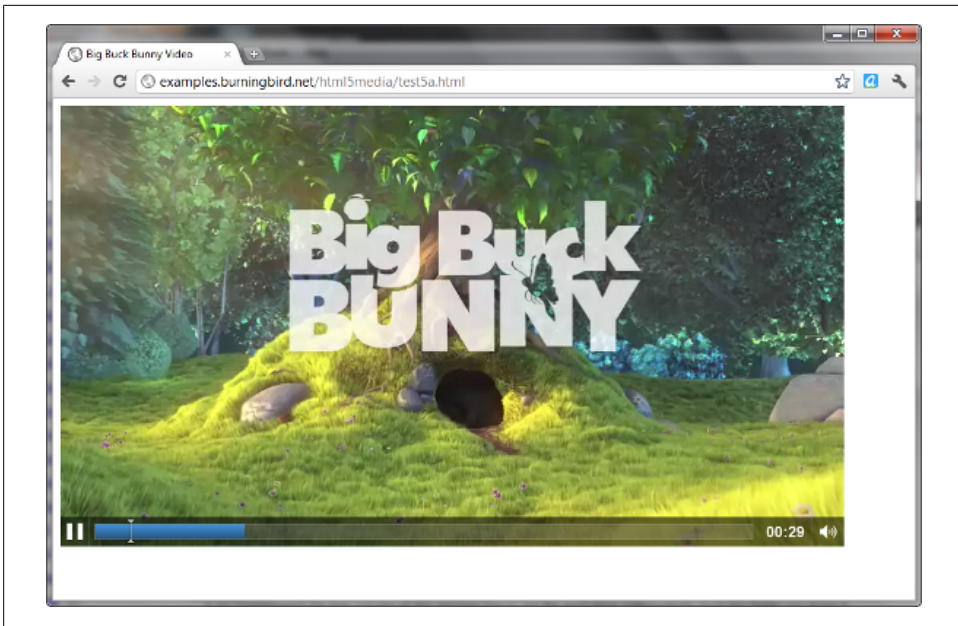 Big Buck Bunny Video
examples.burningbird.net/html5media/test5a.html
Big Buck
BUNNY
00:29